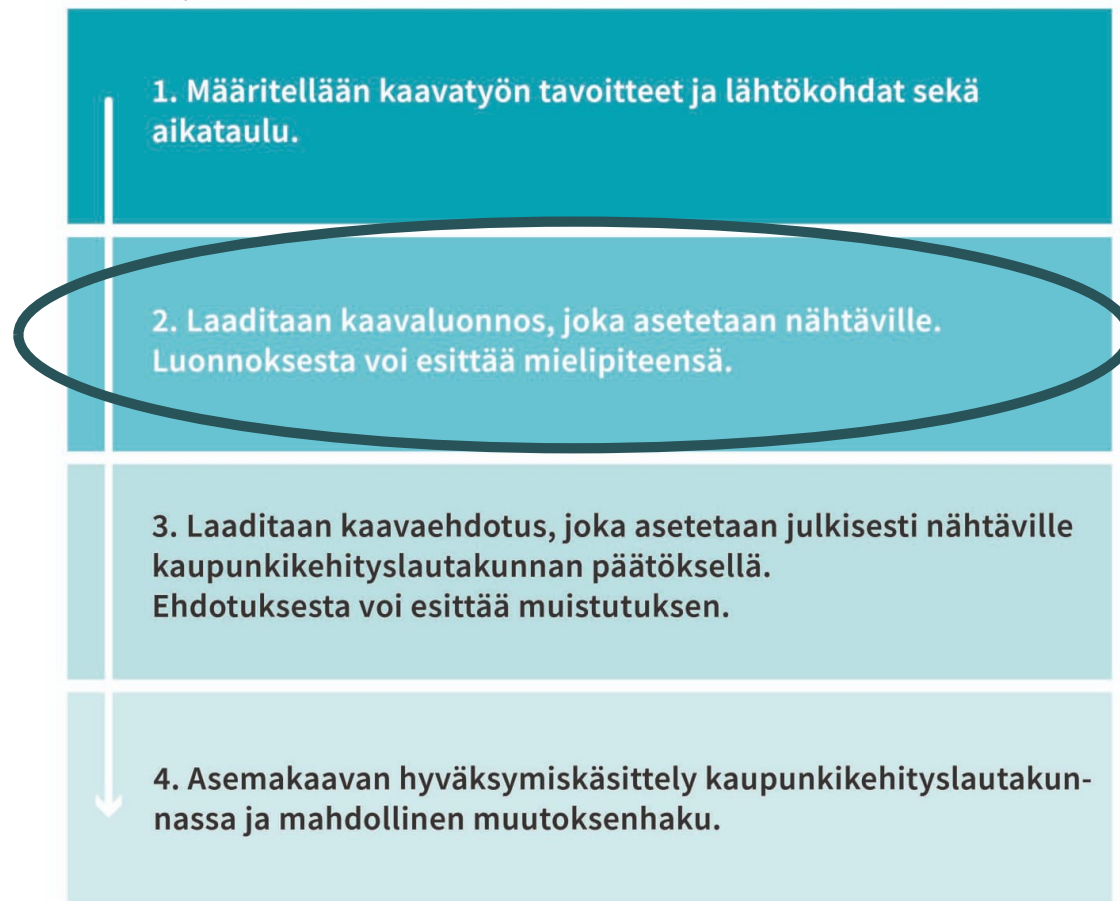 1. Määritellään kaavatyön tavoitteet ja lähtökohdat sekä
aikataulu.
2. Laaditaan kaavaluonnos, joka asetetaan nähtäville.
Luonnoksesta voi esittää mielipiteensä.
3. Laaditaan kaavaehdotus, joka asetetaan julkisesti nähtäville
kaupunkikehityslautakunnan päätöksellä.
Ehdotuksesta voi esittää muistutuksen.
4. Asemakaavan hyväksymiskäsittely kaupunkikehityslautakun-
nassa ja mahdollinen muutoksenhaku.